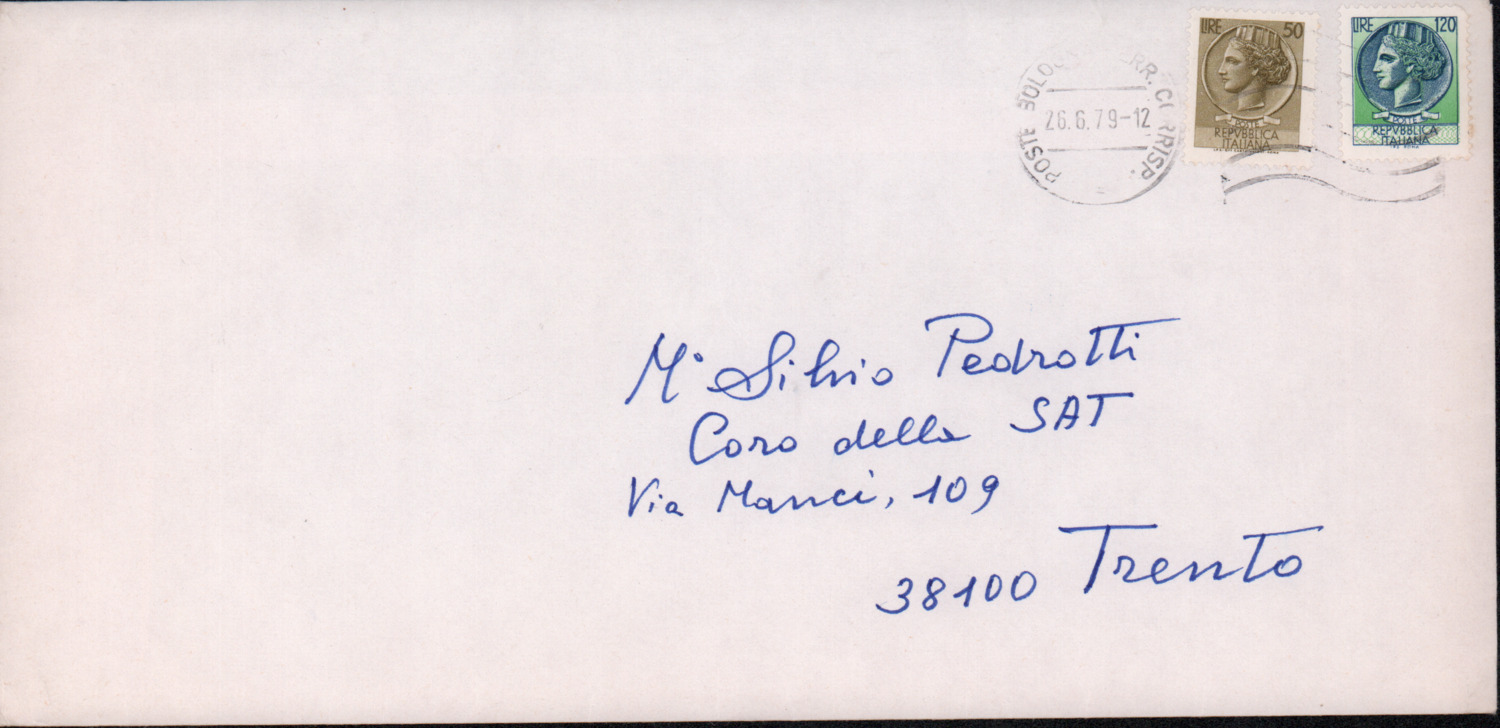 LIRE 50
POSTE
REPVBBLICA
ITALIANA
LIRE 120
POSTE
REPVBBLICA
ITALIANA
POSTE
26.6.79-12
M° Silvio Pedrotti
Coro della SAT
Via Manci, 109
38100 Trento